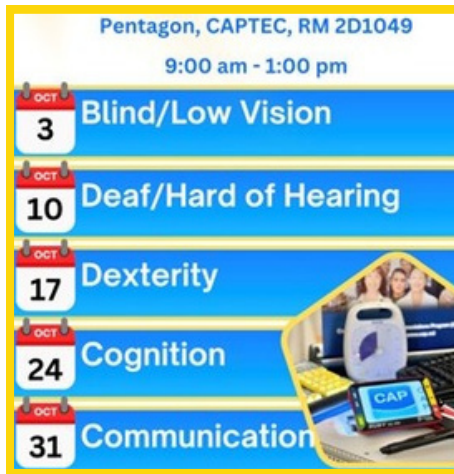 Pentagon, CAPTEC, RM 2D1049
9:00 am - 1:00 pm
OCT
3
Blind/Low Vision
OCT
10
Deaf/Hard of Hearing
OCT
17
Dexterity
OCT
24
Cognition
OCT
31
Communication
CAP